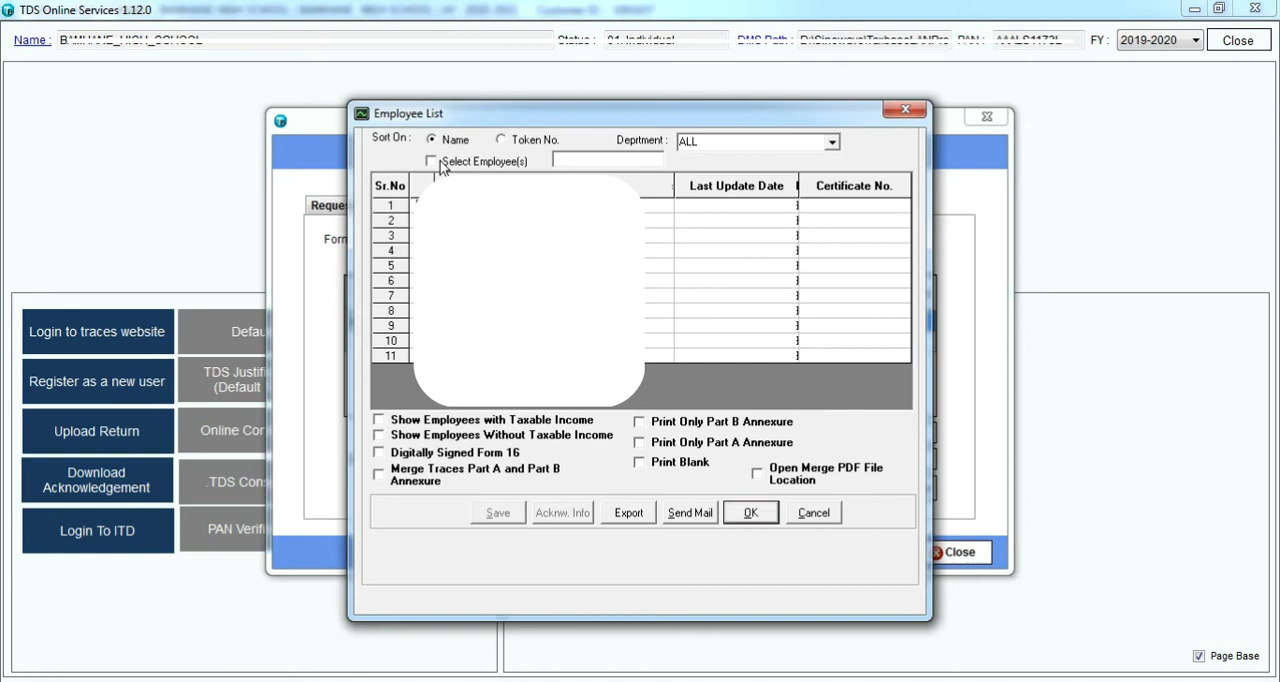 TDS Online Services 1.12.0
Name : BAMHANE_HIGH_SCHOOL Status : 01-Individual DMS Path : PAN : FY : 2019-2020 Close
Employee List
Sort On : Name Token No. Deprtment : ALL
Select Employee(s)
Sr.No Last Update Date Certificate No.
1
2
3
4
5
6
7
8
9
10
11
Show Employees with Taxable Income Print Only Part B Annexure
Show Employees Without Taxable Income Print Only Part A Annexure
Digitally Signed Form 16 Print Blank
Merge Traces Part A and Part B Annexure
Open Merge PDF File Location
Save Acknw. Info Export Send Mail OK Cancel
Reques
Form
Close
Login to traces website Defau
Register as a new user TDS Justifi
(Default
Upload Return Online Cor
Download
Acknowledgement .TDS Cons
Login To ITD PAN Verifi
Page Base